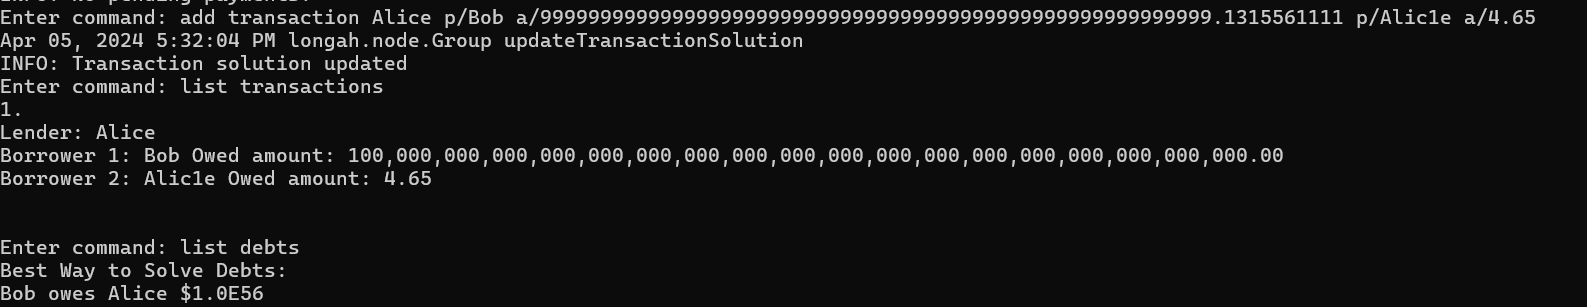 Enter command: add transaction Alice p/Bob a/99999999999999999999999999999999999999999999999999999999.1315561111 p/Alic1e a/4.65
Apr 05, 2024 5:32:04 PM longah.node.Group updateTransactionSolution
INFO: Transaction solution updated
Enter command: list transactions
1.
Lender: Alice
Borrower 1: Bob Owed amount: 100,000,000,000,000,000,000,000,000,000,000,000,000,000,000,000,000,000,000.00
Borrower 2: Alic1e Owed amount: 4.65
Enter command: list debts
Best Way to Solve Debts:
Bob owes Alice $1.0E56